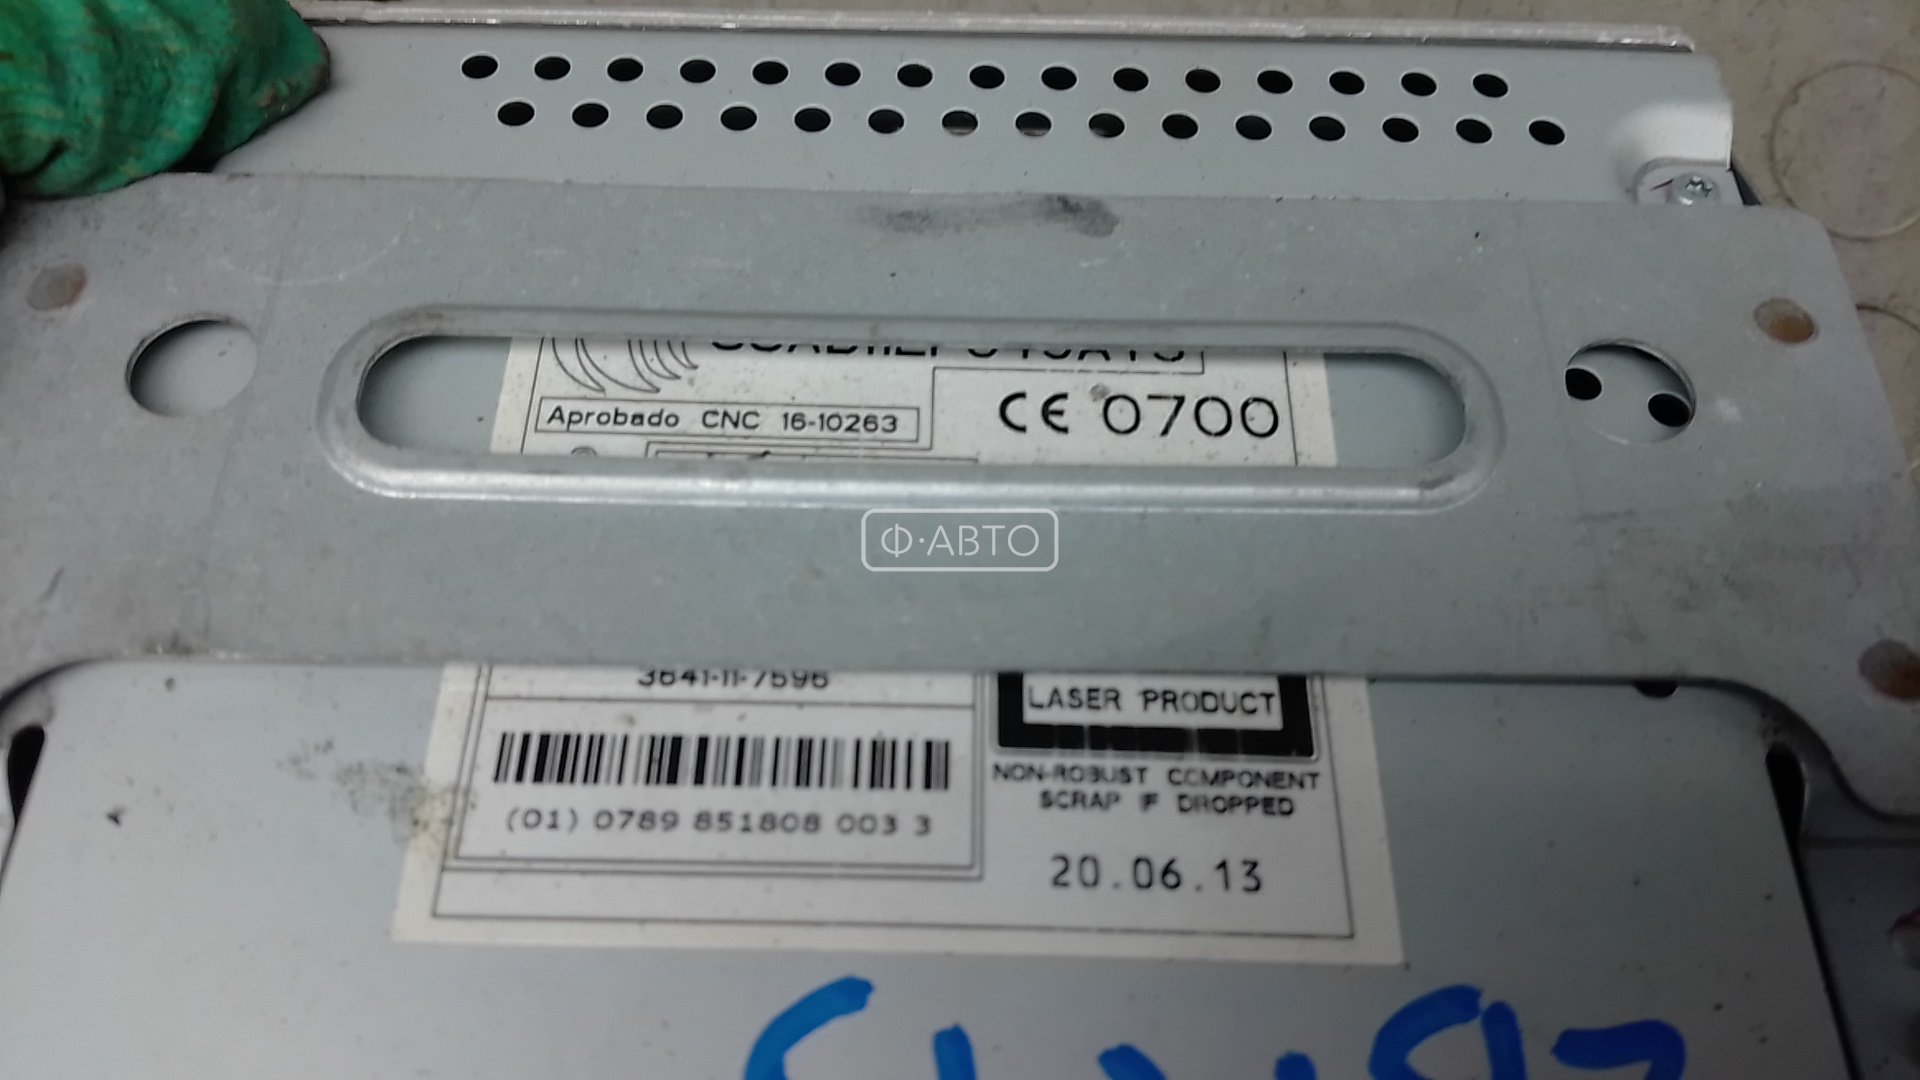 Aprobado CNC 16-10263
CE 0700
Ф·АВТО
3641-11-7596
LASER PRODUCT
NON-ROBUST COMPONENT
SCRAP IF DROPPED
(01) 0789 851808 003 3
20.06.13